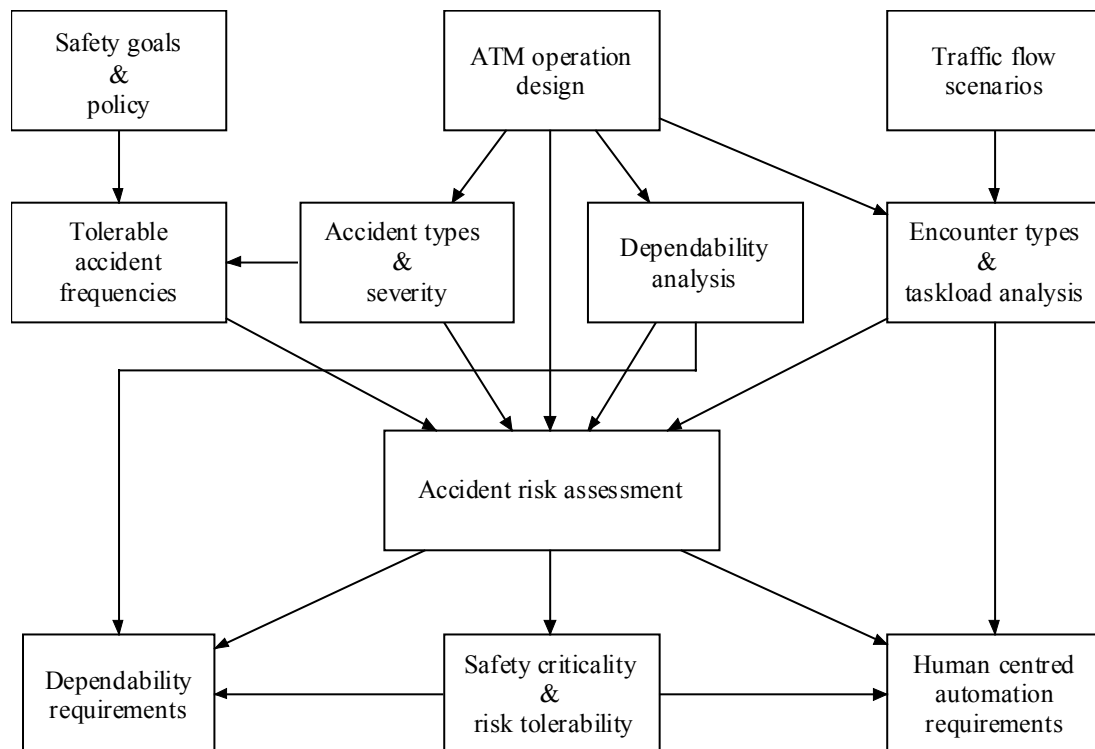 Safety goals
&
policy
ATM operation
design
Traffic flow
scenarios
Tolerable
accident
frequencies
Accident types
&
severity
Dependability
analysis
Encounter types
&
taskload analysis
Accident risk assessment
Dependability
requirements
Safety criticality
&
risk tolerability
Human centred
automation
requirements